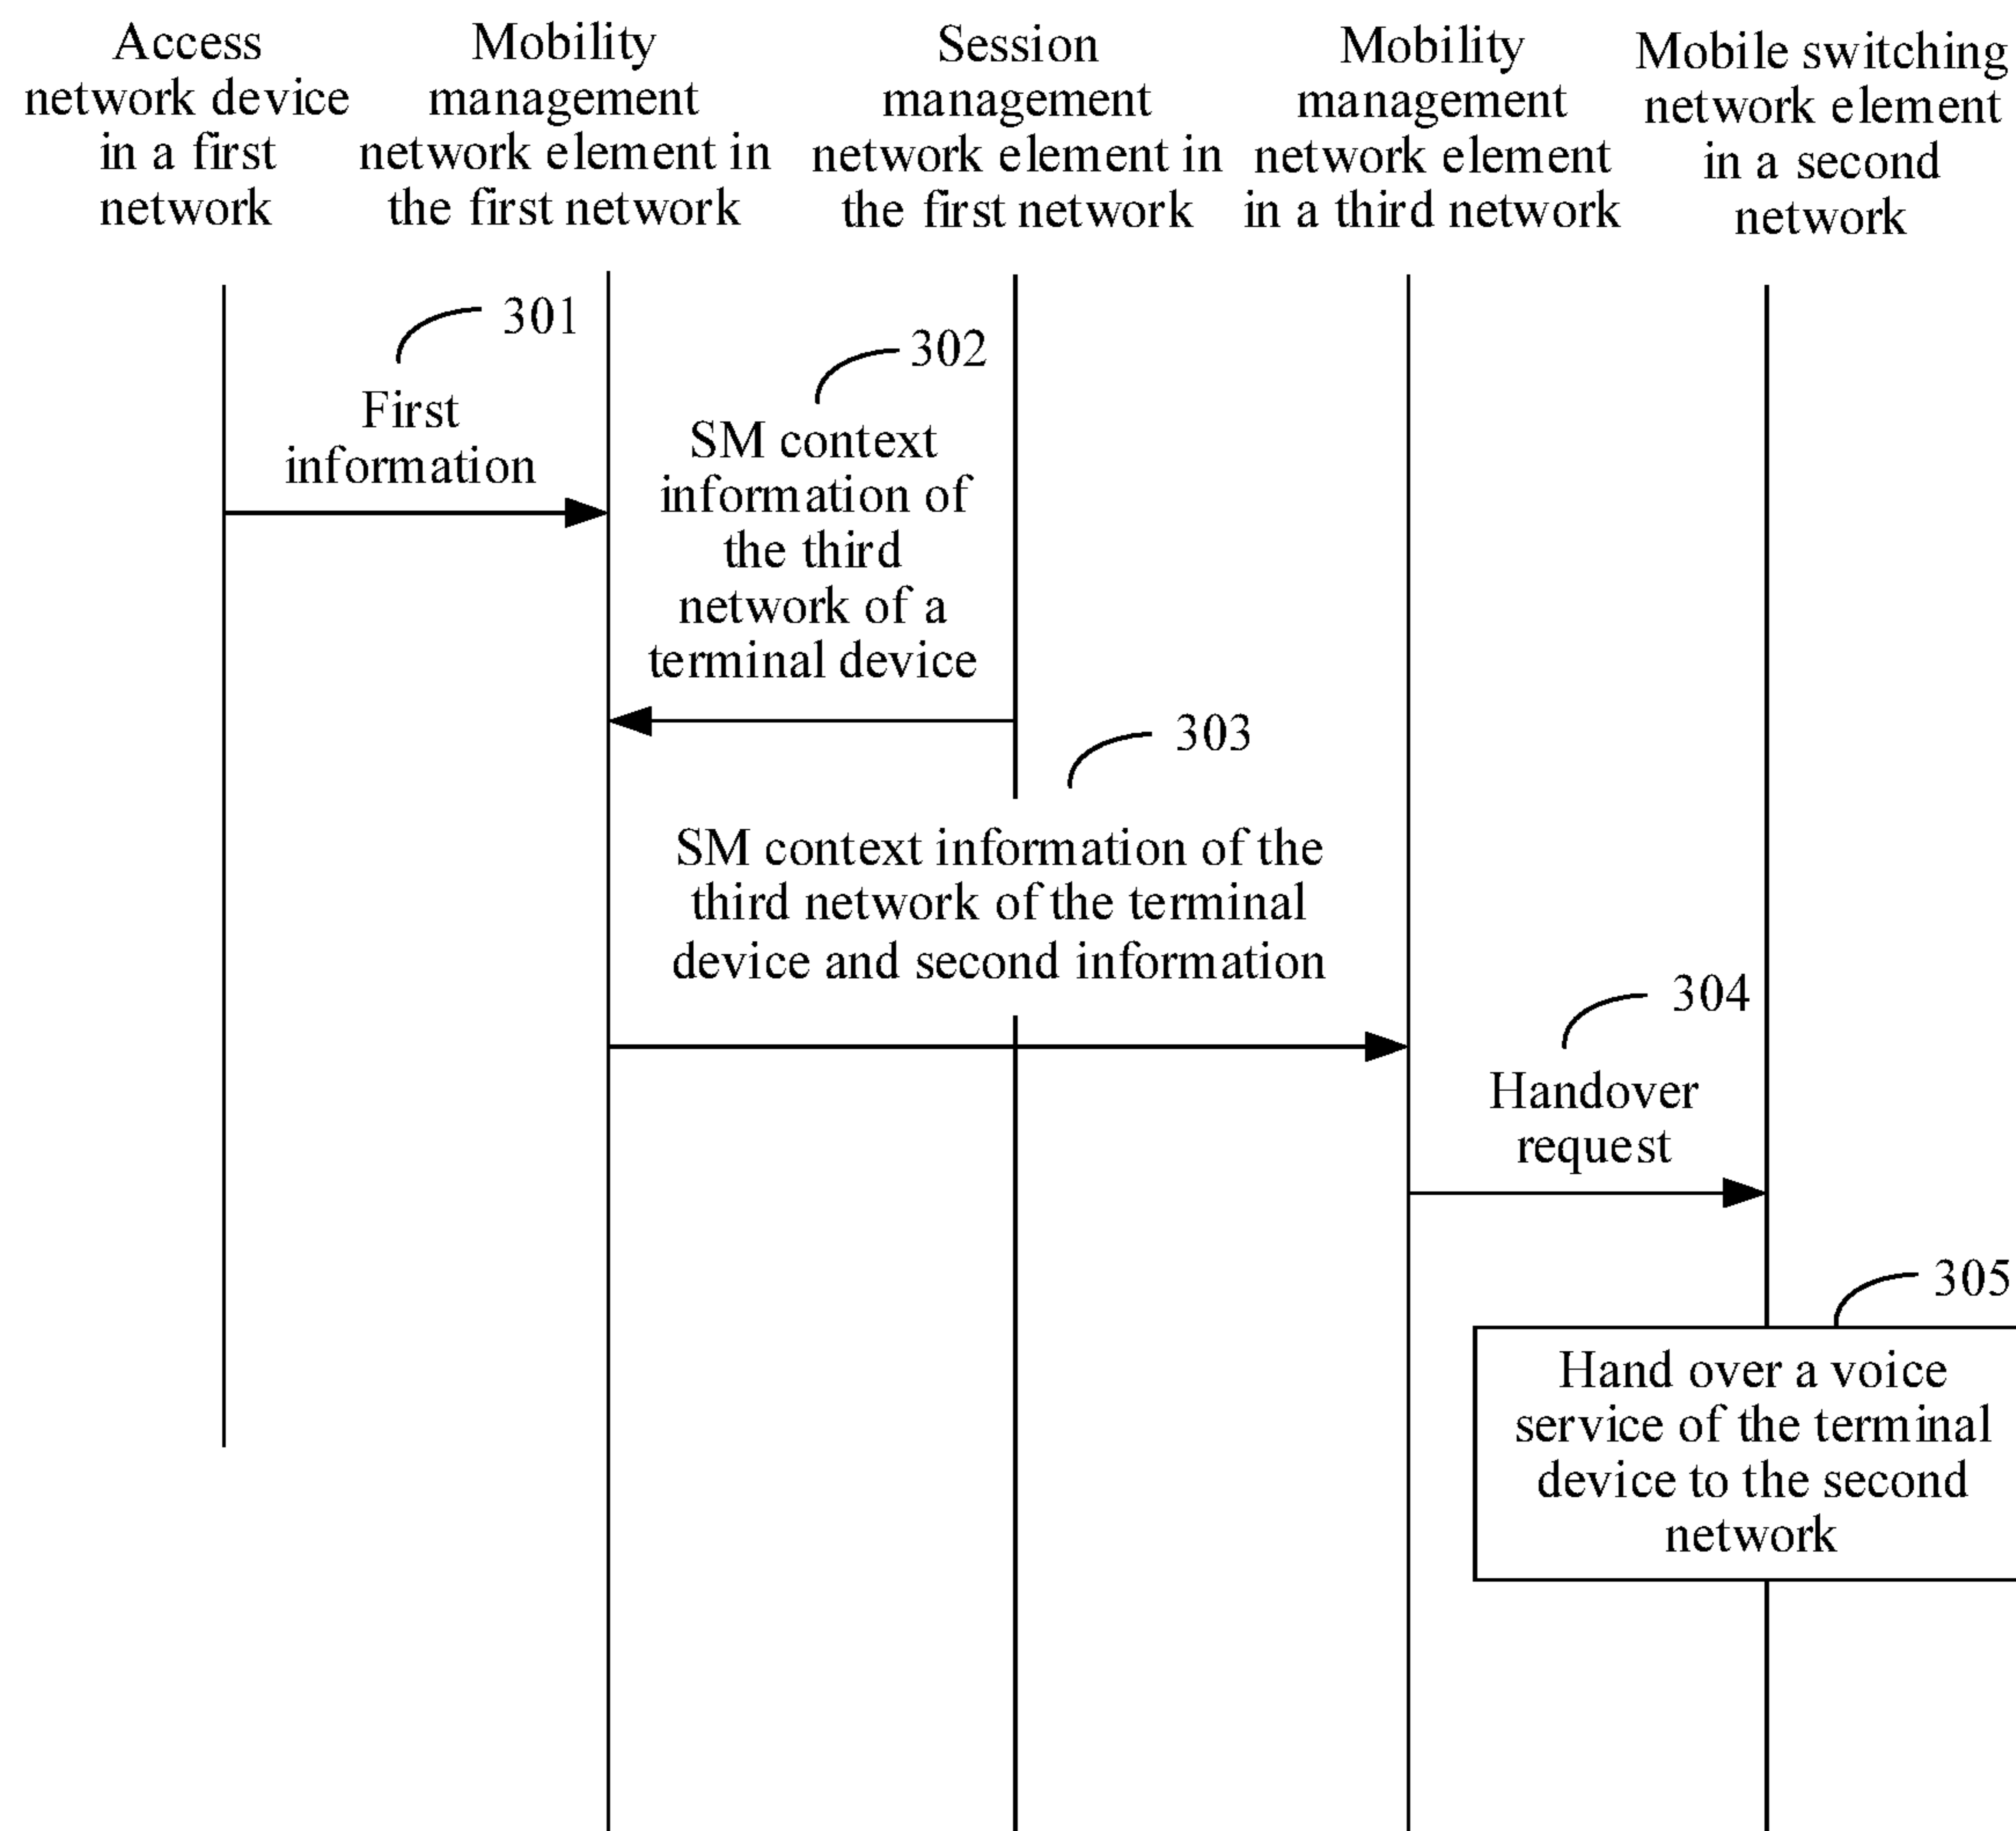 Access
network device
in a first
network
Mobility
management
network element in
the first network
Session
management
network element in
the first network
Mobility
management
network element
in a third network
Mobile switching
network element
in a second
network
301
First
information
302
SM context
information of
the third
network of a
terminal device
303
SM context information of the
third network of the terminal
device and second information
304
Handover
request
305
Hand over a voice
service of the terminal
device to the second
network